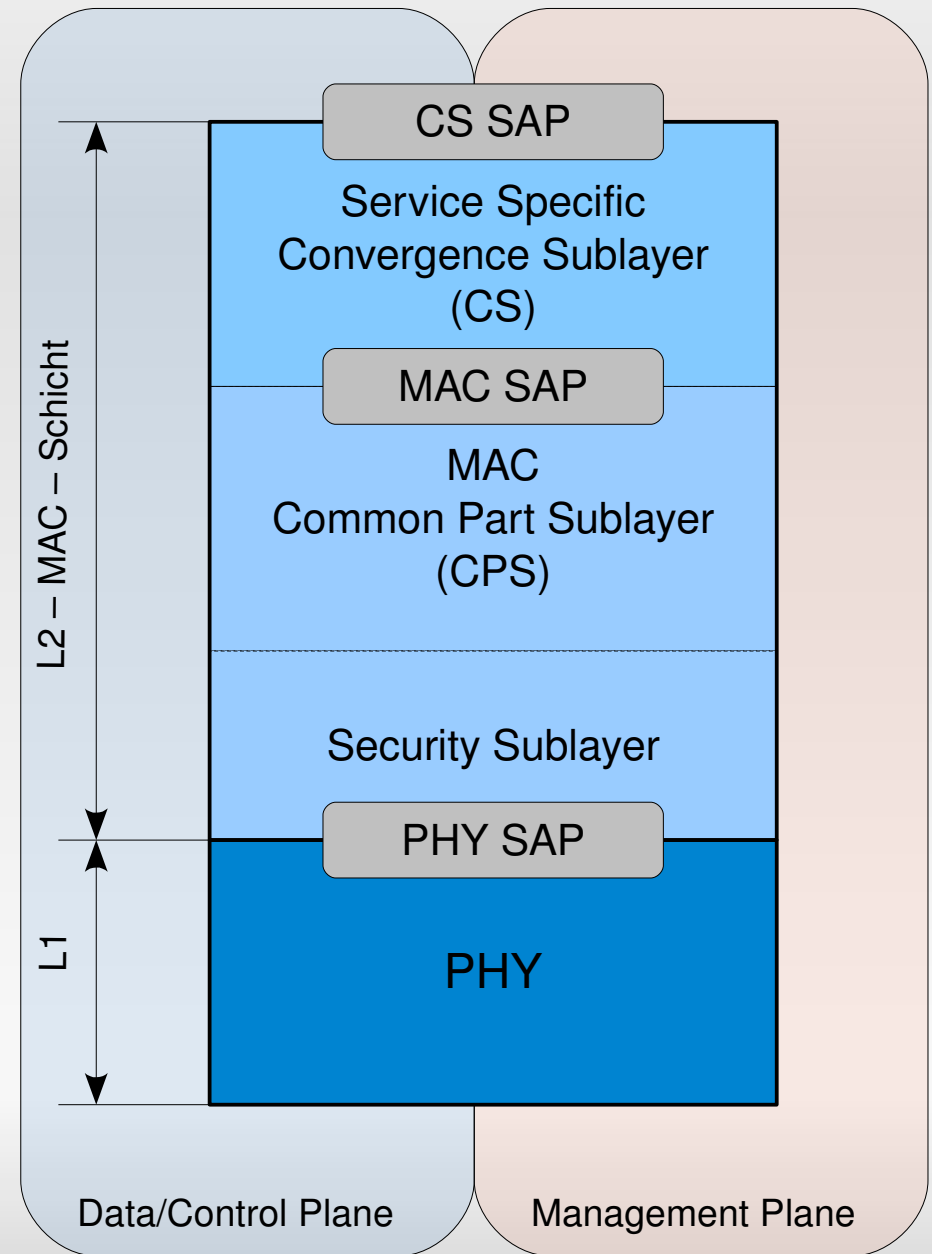 CS SAP
Service Specific
Convergence Sublayer
(CS)
MAC SAP
MAC
Common Part Sublayer
(CPS)
Security Sublayer
PHY SAP
PHY
L2 – MAC – Schicht
L1
Data/Control Plane
Management Plane